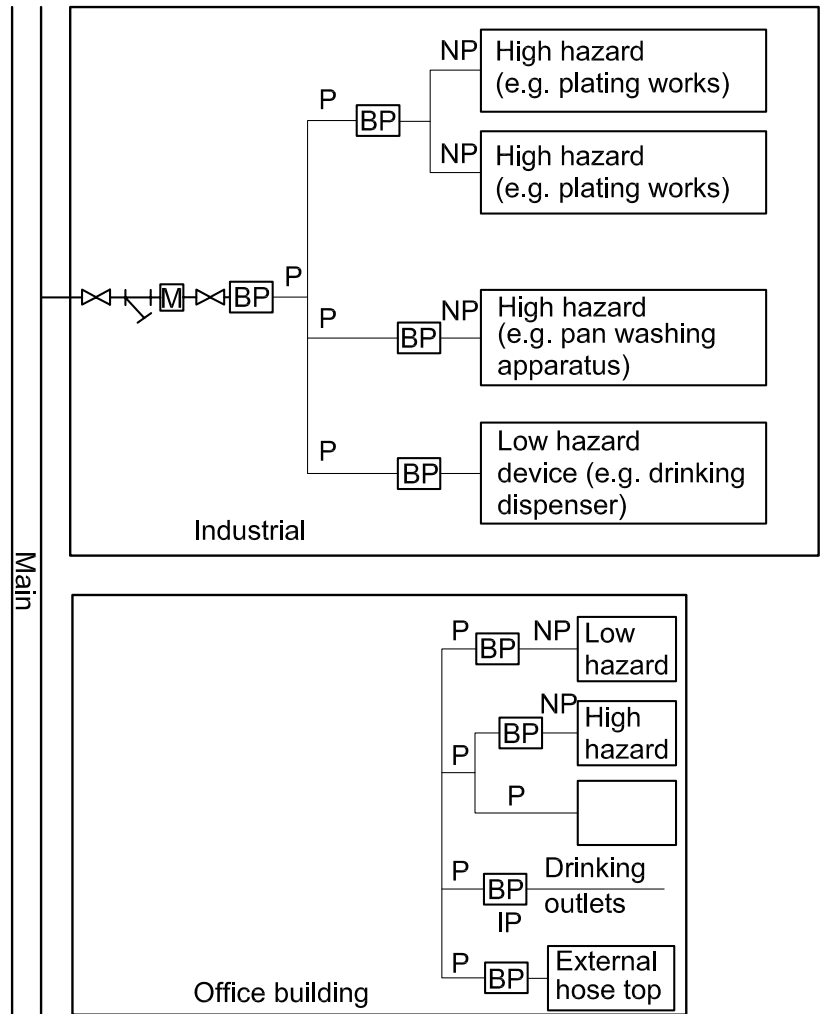 NP
High hazard
(e.g. plating works)
P
BP
NP
High hazard
(e.g. plating works)
M
BP
P
P
BP
NP
High hazard
(e.g. pan washing
apparatus)
P
BP
Low hazard
device (e.g. drinking
dispenser)
Industrial
Main
P
BP
NP
Low
hazard
P
BP
NP
High
hazard
P
P
BP
IP
Drinking
outlets
P
BP
External
hose top
Office building